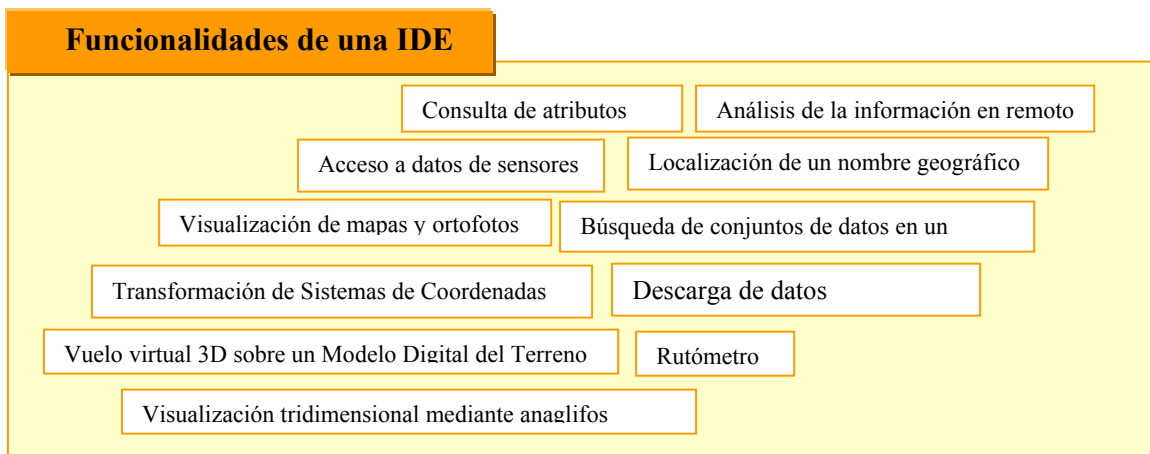 Funcionalidades de una IDE
Consulta de atributos
Análisis de la información en remoto
Acceso a datos de sensores
Localización de un nombre geográfico
Visualización de mapas y ortofotos
Búsqueda de conjuntos de datos en un
Transformación de Sistemas de Coordenadas
Descarga de datos
Vuelo virtual 3D sobre un Modelo Digital del Terreno
Rutómetro
Visualización tridimensional mediante anaglifos